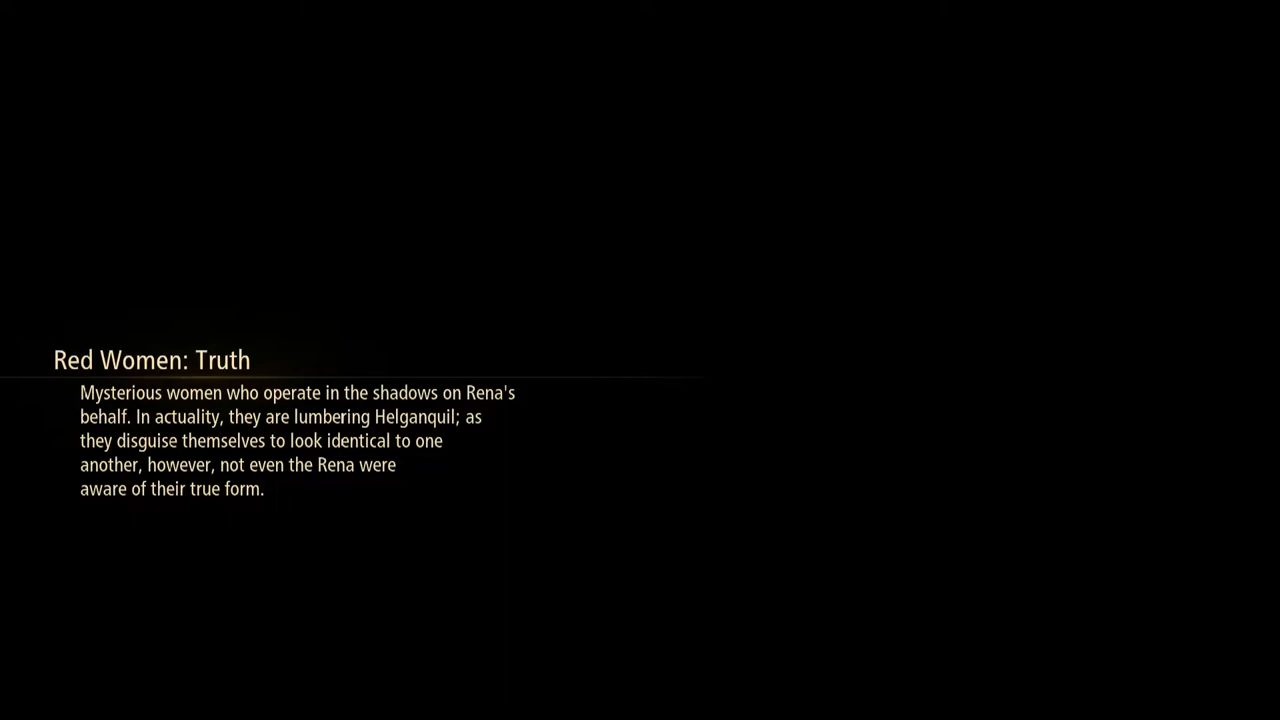 Red Women: Truth
Mysterious women who operate in the shadows on Rena's
behalf. In actuality, they are lumbering Helganquil; as
they disguise themselves to look identical to one
another, however, not even the Rena were
aware of their true form.